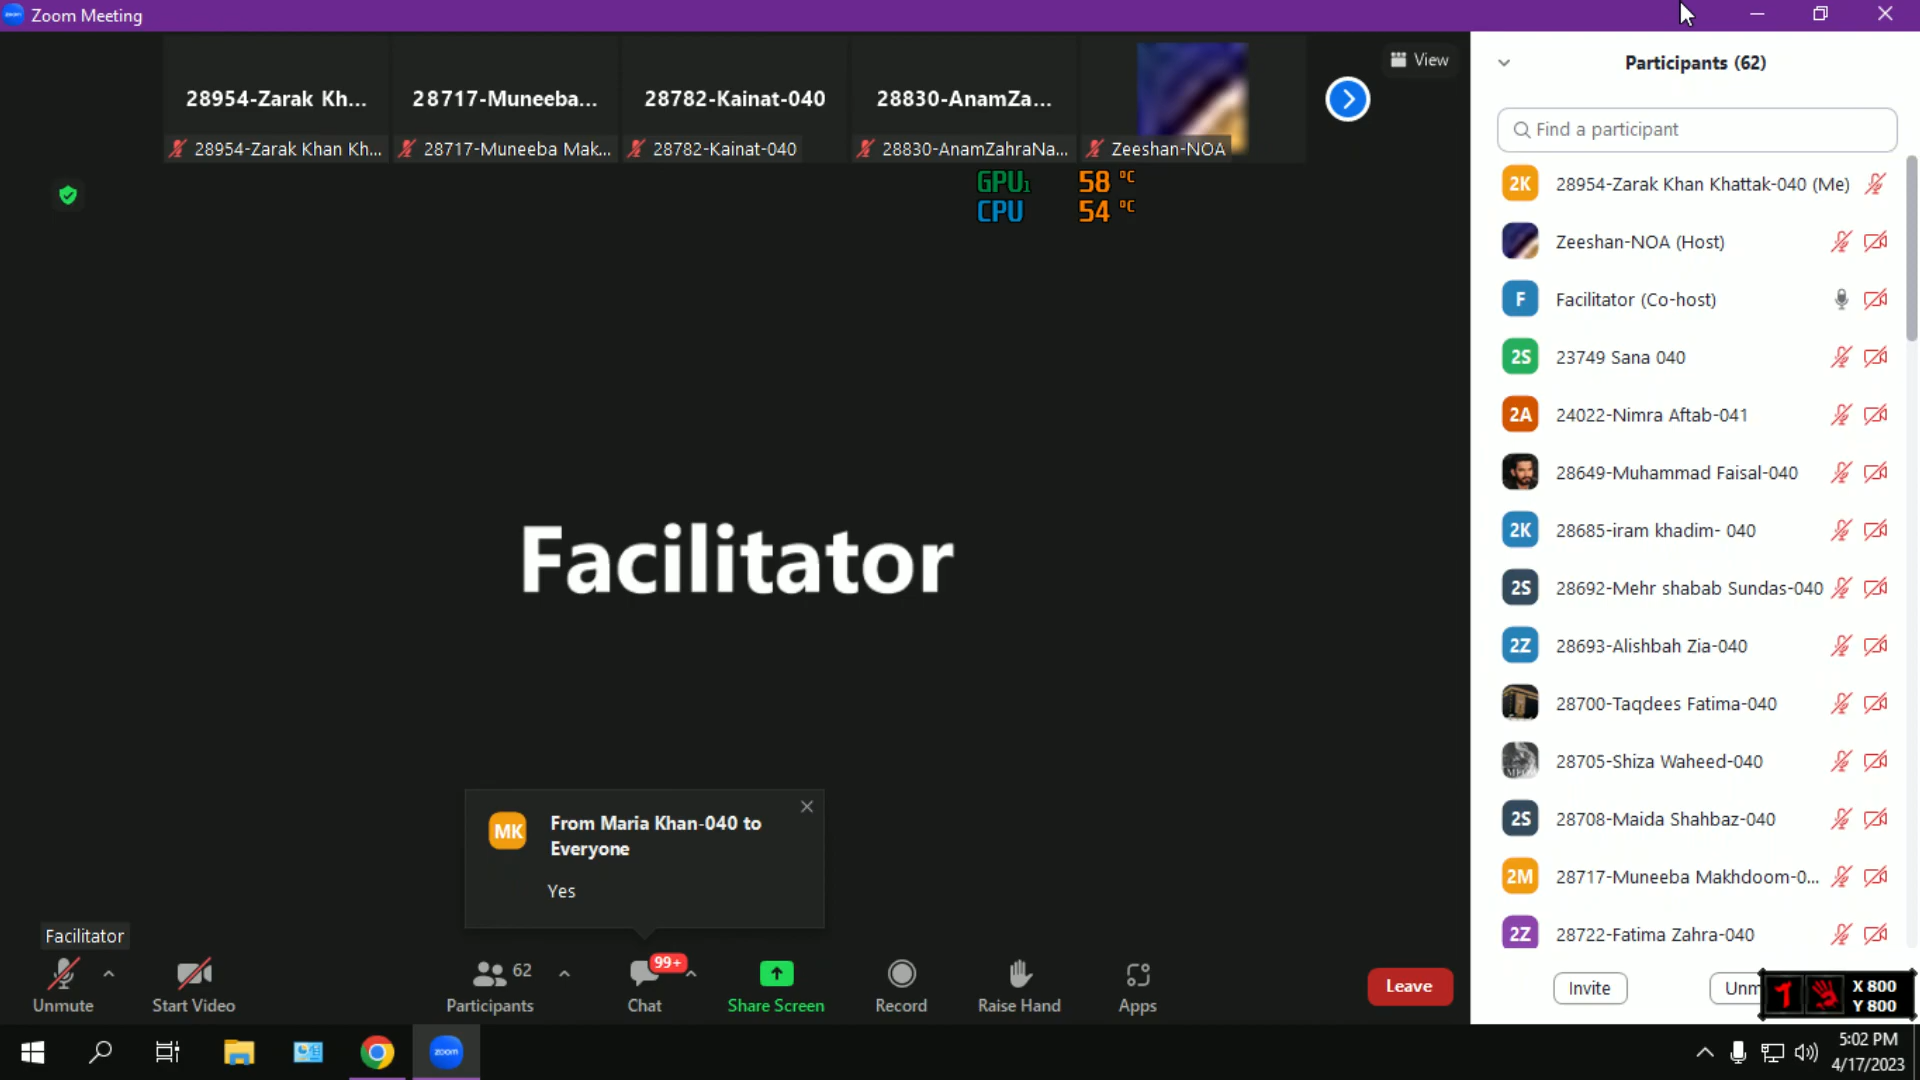 Zoom Meeting
28954-Zarak Kh...
28717-Muneeba...
28782-Kainat-040
28830-AnamZa...
28954-Zarak Khan Kh...
28717-Muneeba Mak...
28782-Kainat-040
28830-AnamZahraNa...
Zeeshan-NOA
View
GPU1 58 °C
CPU 54 °C
Facilitator
From Maria Khan-040 to
Everyone
Yes
Facilitator
Unmute
Start Video
62
Participants
99+
Chat
Share Screen
Record
Raise Hand
Apps
Leave
Participants (62)
Find a participant
2K 28954-Zarak Khan Khattak-040 (Me)
Zeeshan-NOA (Host)
F Facilitator (Co-host)
2S 23749 Sana 040
2A 24022-Nimra Aftab-041
28649-Muhammad Faisal-040
2K 28685-iram khadim- 040
2S 28692-Mehr shabab Sundas-040
2Z 28693-Alishbah Zia-040
28700-Taqdees Fatima-040
28705-Shiza Waheed-040
2S 28708-Maida Shahbaz-040
2M 28717-Muneeba Makhdoom-0...
2Z 28722-Fatima Zahra-040
MK
Invite
Unm
X 800
Y 800
zoom
5:02 PM
4/17/2023